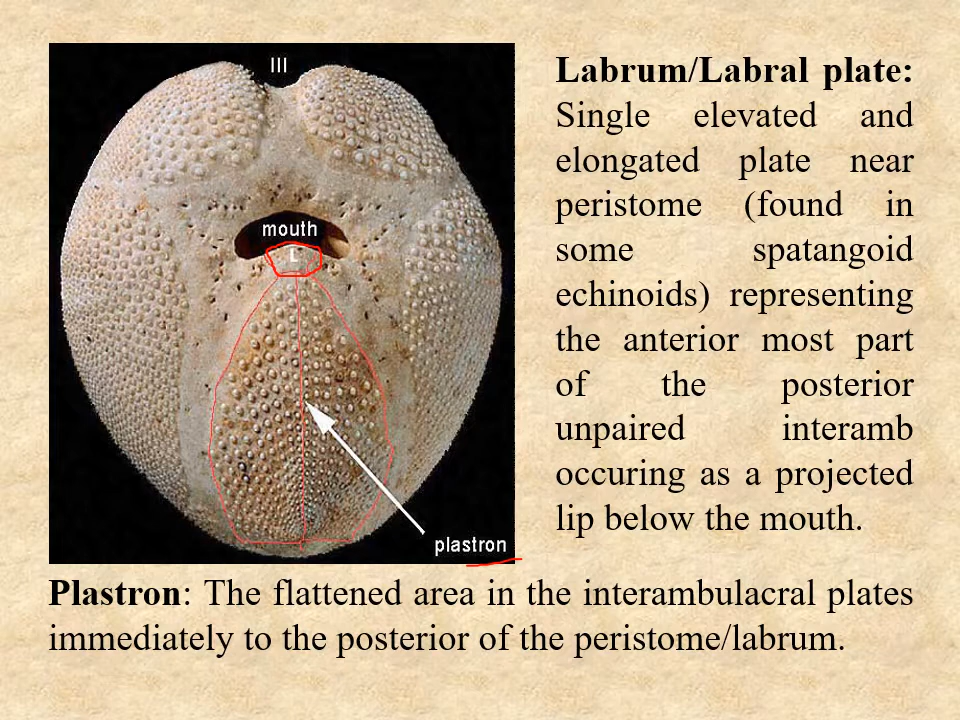 III
mouth
L
plastron
Labrum/Labral plate:
Single elevated and
elongated plate near
peristome (found in
some spatangoid
echinoids) representing
the anterior most part
of the posterior
unpaired interamb
occuring as a projected
lip below the mouth.
Plastron: The flattened area in the interambulacral plates
immediately to the posterior of the peristome/labrum.